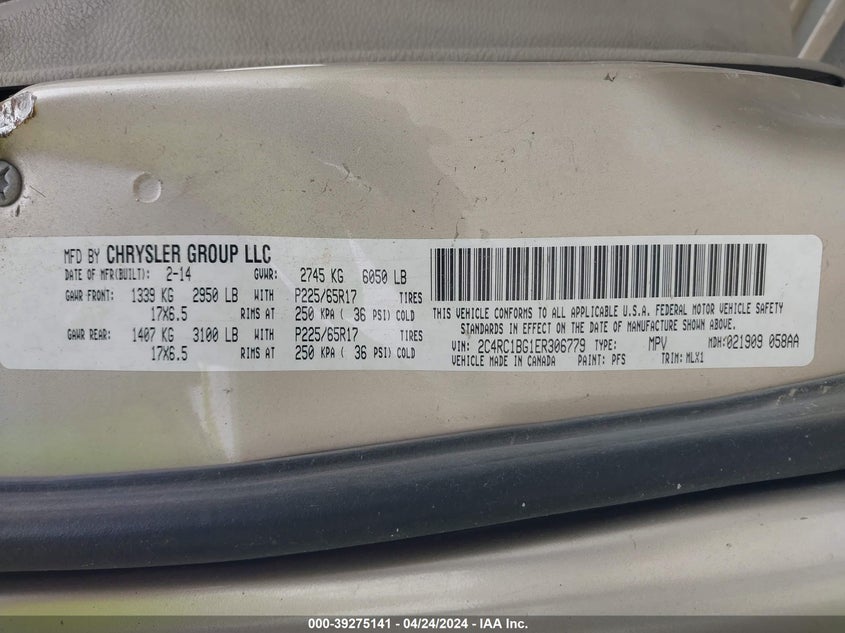 MFD BY CHRYSLER GROUP LLC
DATE OF MFR(BUILT): 2-14 GVWR: 2745 KG 6050 LB
GAWR FRONT: 1339 KG 2950 LB WITH P225/65R17 TIRES
17X6.5 RIMS AT 250 KPA ( 36 PSI) COLD
GAWR REAR: 1407 KG 3100 LB WITH P225/65R17 TIRES
17X6.5 RIMS AT 250 KPA ( 36 PSI) COLD
THIS VEHICLE CONFORMS TO ALL APPLICABLE U.S.A. FEDERAL MOTOR VEHICLE SAFETY
STANDARDS IN EFFECT ON THE DATE OF MANUFACTURE SHOWN ABOVE.
VIN: 2C4RC1BG1ER306779 TYPE: MPV MDH:021909 058AA
VEHICLE MADE IN CANADA PAINT: PFS TRIM: MLX1
000-39275141 - 04/24/2024 - IAAI.com